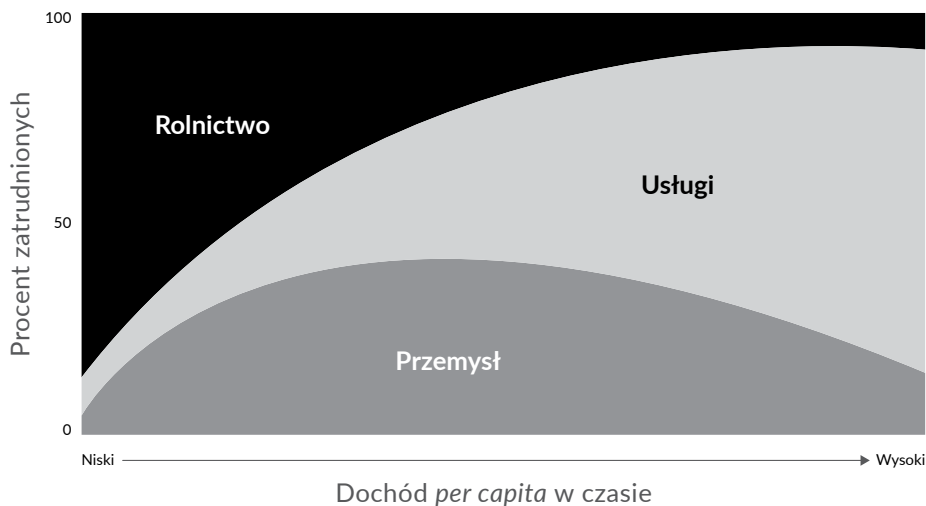 Procent zatrudnionych
100
50
0
Rolnictwo
Usługi
Przemysł
Niski
Wysoki
Dochód per capita w czasie